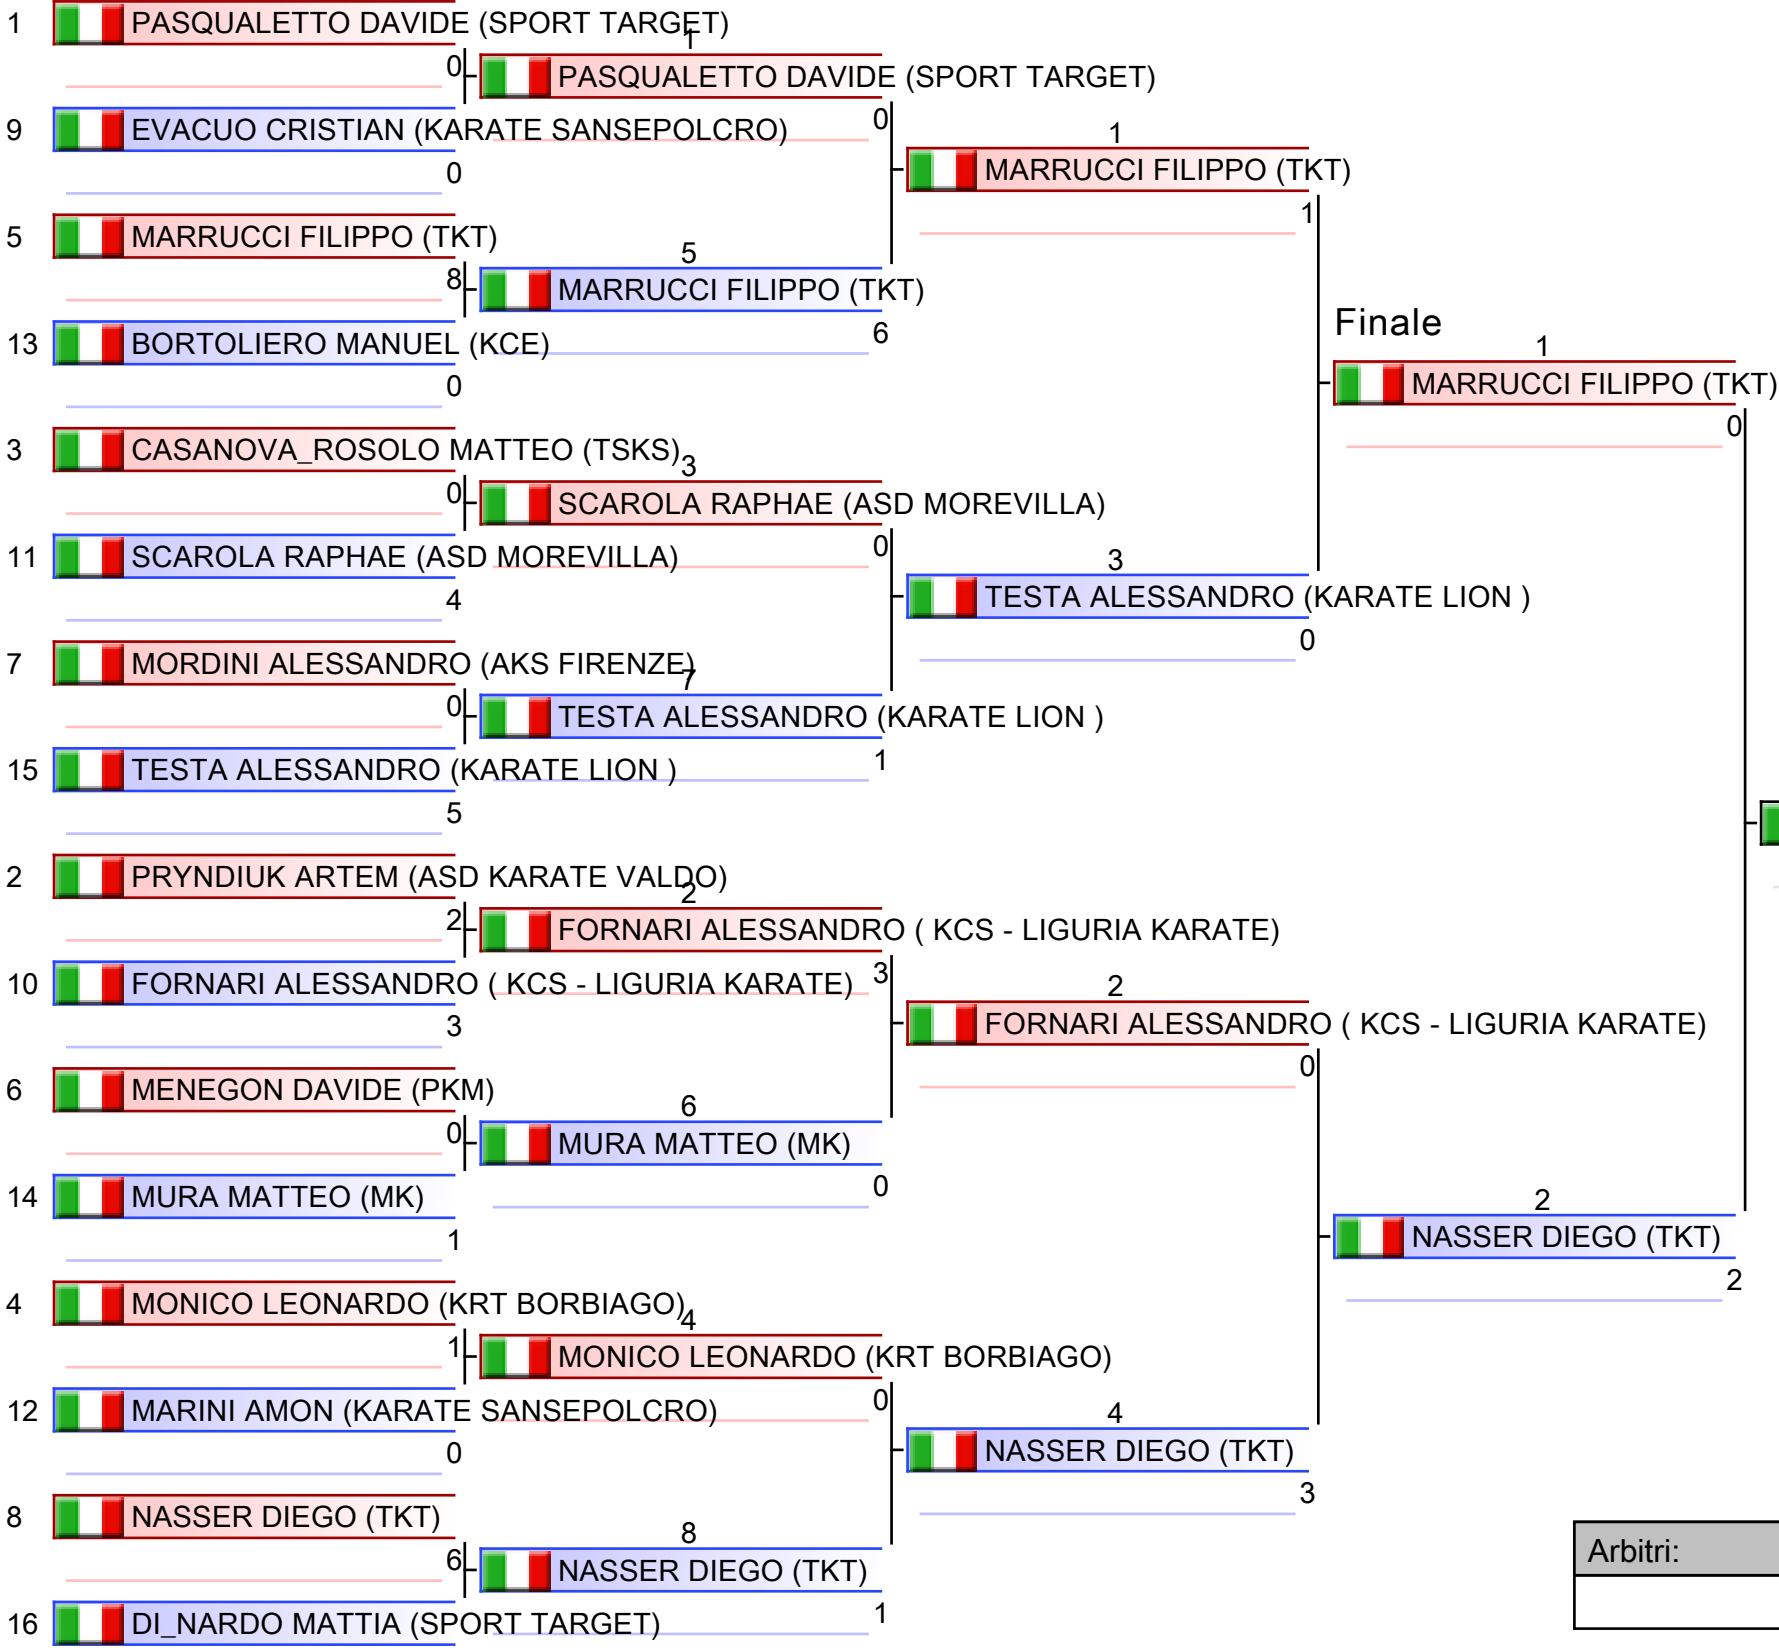 1 PASQUALETTO DAVIDE (SPORT TARGET)
0
9 EVACUO CRISTIAN (KARATE SANSEPOLCRO)
0
5 MARRUCCI FILIPPO (TKT)
8
13 BORTOLIERO MANUEL (KCE)
0
3 CASANOVA_ROSOLO MATTEO (TSKS)
0
11 SCAROLA RAPHAE (ASD MOREVILLA)
4
7 MORDINI ALESSANDRO (AKS FIRENZE)
0
15 TESTA ALESSANDRO (KARATE LION )
5
2 PRYNDIUK ARTEM (ASD KARATE VALDO)
2
10 FORNARI ALESSANDRO ( KCS - LIGURIA KARATE)
3
6 MENEGON DAVIDE (PKM)
0
14 MURA MATTEO (MK)
1
4 MONICO LEONARDO (KRT BORBIAGO)
1
12 MARINI AMON (KARATE SANSEPOLCRO)
0
8 NASSER DIEGO (TKT)
6
16 DI_NARDO MATTIA (SPORT TARGET)
1
PASQUALETTO DAVIDE (SPORT TARGET)
0
5
MARRUCCI FILIPPO (TKT)
6
3
SCAROLA RAPHAE (ASD MOREVILLA)
0
7
TESTA ALESSANDRO (KARATE LION )
1
2
FORNARI ALESSANDRO ( KCS - LIGURIA KARATE)
3
6
MURA MATTEO (MK)
0
4
MONICO LEONARDO (KRT BORBIAGO)
0
8
NASSER DIEGO (TKT)
1
1
MARRUCCI FILIPPO (TKT)
1
3
TESTA ALESSANDRO (KARATE LION )
0
2
FORNARI ALESSANDRO ( KCS - LIGURIA KARATE)
0
4
NASSER DIEGO (TKT)
3
Finale
1
MARRUCCI FILIPPO (TKT)
0
2
NASSER DIEGO (TKT)
2
Arbitri: